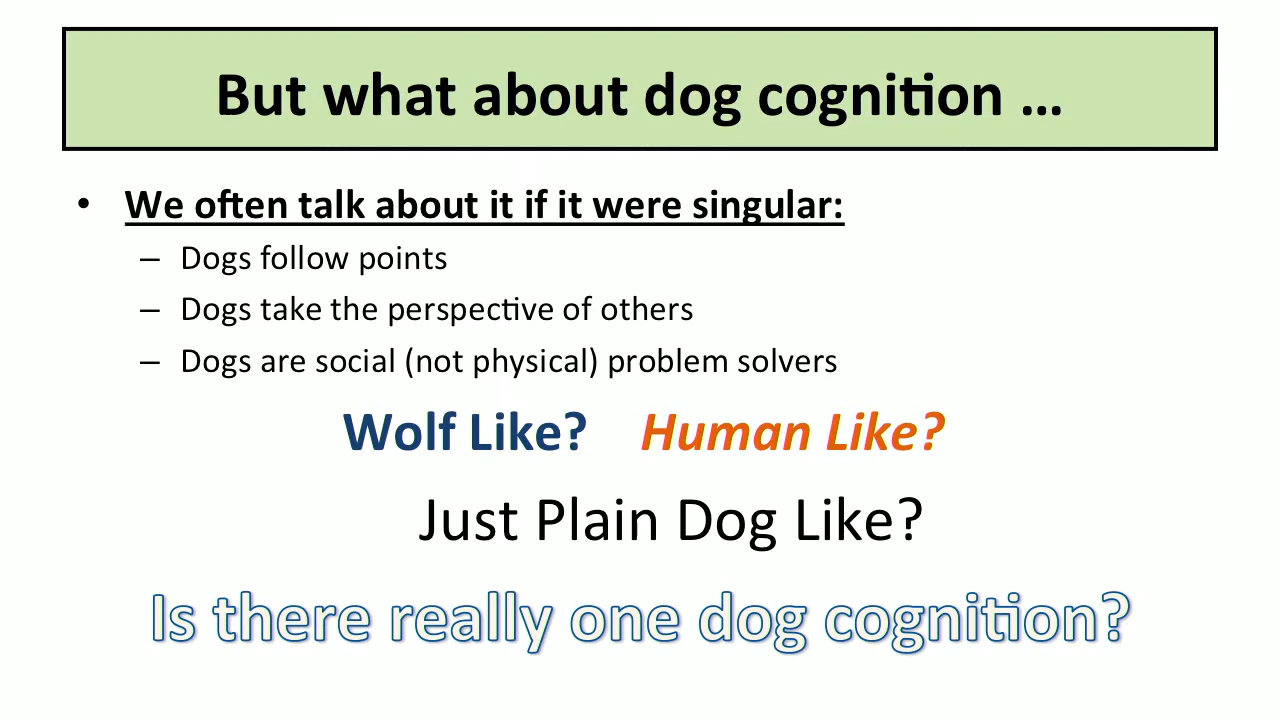 But what about dog cognition ...
• We often talk about it if it were singular:
– Dogs follow points
– Dogs take the perspective of others
– Dogs are social (not physical) problem solvers
Wolf Like? Human Like?
Just Plain Dog Like?
Is there really one dog cognition?